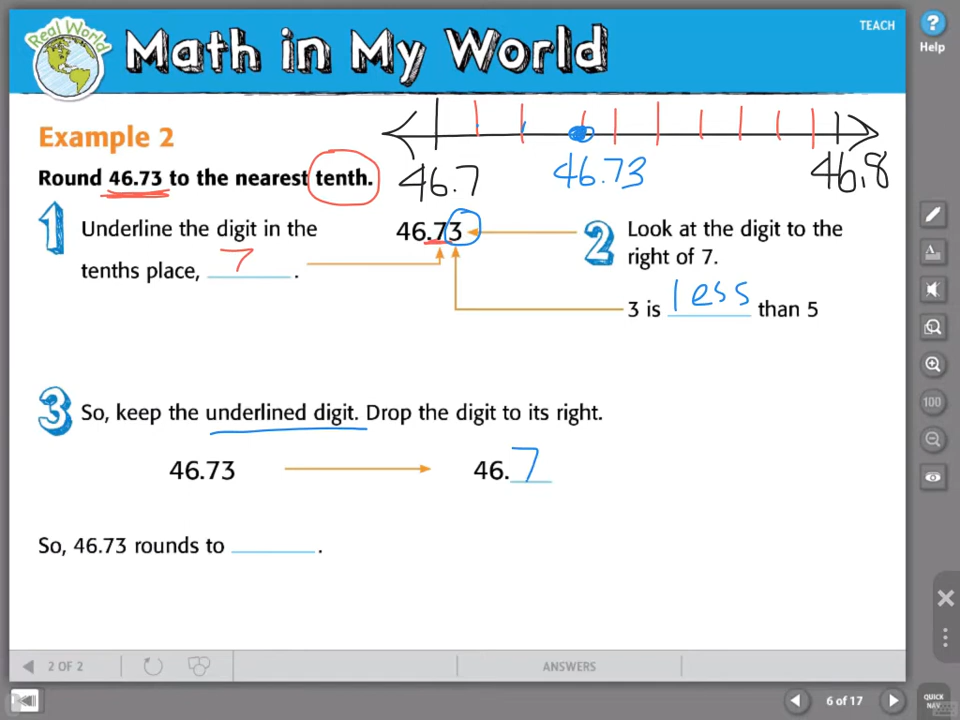 TEACH
Real World
Math in My World
Help
Example 2
Round 46.73 to the nearest tenth.
46.7
46.73
46.8
1
Underline the digit in the
tenths place, 7 .
46.73
2
Look at the digit to the
right of 7.
3 is less than 5
3
So, keep the underlined digit. Drop the digit to its right.
46.73
46.7
So, 46.73 rounds to ______ .
100
2 OF 2
ANSWERS
6 of 17
QUICK
NAV